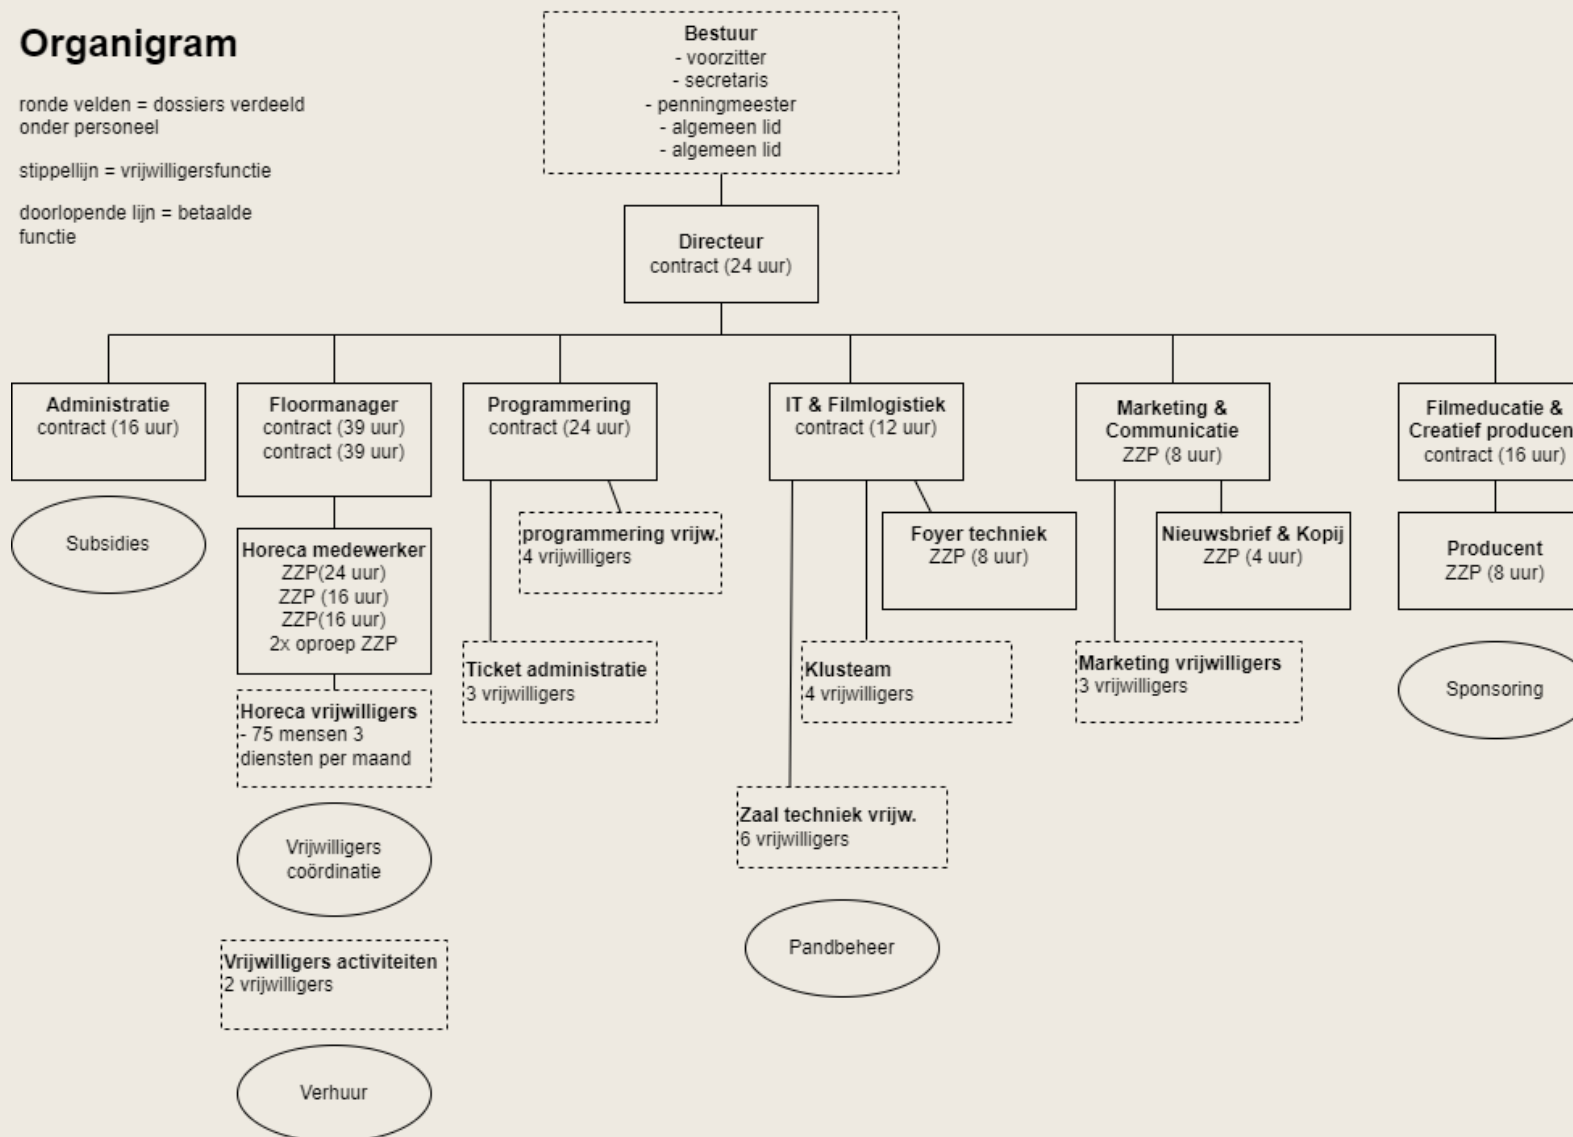 Organigram
ronde velden = dossiers verdeeld
onder personeel
stippellijn = vrijwilligersfunctie
doorlopende lijn = betaalde
functie
Bestuur
- voorzitter
- secretaris
- penningmeester
- algemeen lid
- algemeen lid
Directeur
contract (24 uur)
Administratie
contract (16 uur)
Subsidies
Floormanager
contract (39 uur)
contract (39 uur)
Horeca medewerker
ZZP(24 uur)
ZZP (16 uur)
ZZP(16 uur)
2x oproep ZZP
Horeca vrijwilligers
- 75 mensen 3
diensten per maand
Vrijwilligers
coördinatie
Vrijwilligers activiteiten
2 vrijwilligers
Verhuur
Programmering
contract (24 uur)
programmering vrijw.
4 vrijwilligers
Ticket administratie
3 vrijwilligers
IT & Filmlogistiek
contract (12 uur)
Foyer techniek
ZZP (8 uur)
Klusteam
4 vrijwilligers
Zaal techniek vrijw.
6 vrijwilligers
Pandbeheer
Marketing &
Communicatie
ZZP (8 uur)
Nieuwsbrief & Kopij
ZZP (4 uur)
Marketing vrijwilligers
3 vrijwilligers
Filmeducatie &
Creatief producen
contract (16 uur)
Producent
ZZP (8 uur)
Sponsoring